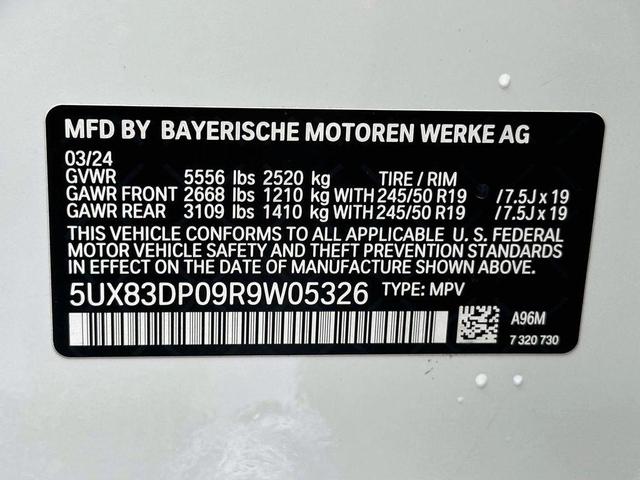 MFD BY BAYERISCHE MOTOREN WERKE AG
03/24
GVWR 5556 lbs 2520 kg TIRE / RIM
GAWR FRONT 2668 lbs 1210 kg WITH 245/50 R19 /7.5J x 19
GAWR REAR 3109 lbs 1410 kg WITH 245/50 R19 /7.5J x 19
THIS VEHICLE CONFORMS TO ALL APPLICABLE U. S. FEDERAL
MOTOR VEHICLE SAFETY AND THEFT PREVENTION STANDARDS
IN EFFECT ON THE DATE OF MANUFACTURE SHOWN ABOVE.
5UX83DP09R9W05326 TYPE: MPV
A96M
7 320 730